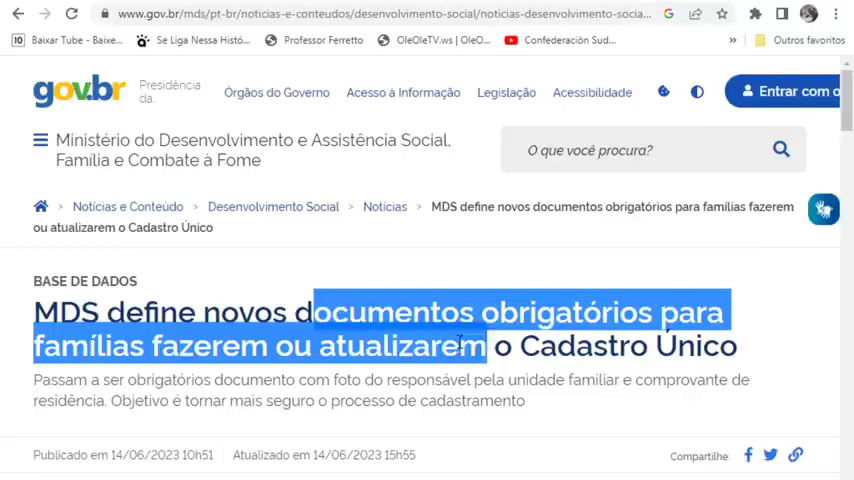 www.gov.br/mds/pt-br/noticias-e-conteudos/desenvolvimento-social/noticias-desenvolvimento-socia...
Baixar Tube - Baixe...
Se Liga Nessa Histó...
Professor Ferretto
OleOleTV.ws | OleO...
Confederación Sud...
»
Outros favoritos
gov.br
Presidência da.
Órgãos do Governo
Acesso à Informação
Legislação
Acessibilidade
Entrar com o
Ministério do Desenvolvimento e Assistência Social,
Família e Combate à Fome
O que você procura?
> Notícias e Conteúdo > Desenvolvimento Social > Notícias > MDS define novos documentos obrigatórios para famílias fazerem
ou atualizarem o Cadastro Único
BASE DE DADOS
MDS define novos documentos obrigatórios para
famílias fazerem ou atualizarem o Cadastro Único
Passam a ser obrigatórios documento com foto do responsável pela unidade familiar e comprovante de
residência. Objetivo é tornar mais seguro o processo de cadastramento
Publicado em 14/06/2023 10h51
Atualizado em 14/06/2023 15h55
Compartilhe: